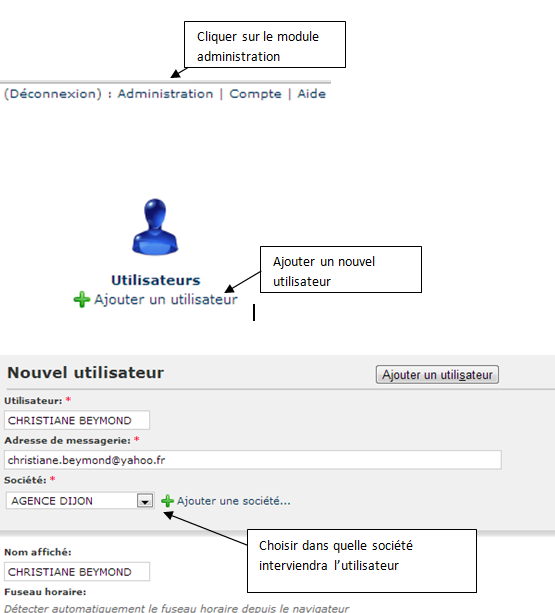 Cliquer sur le module
administration
(Déconnexion) : Administration | Compte | Aide
Utilisateurs
Ajouter un utilisateur
Ajouter un nouvel
utilisateur
Nouvel utilisateur
Ajouter un utilisateur
Utilisateur: *
CHRISTIANE BEYMOND
Adresse de messagerie: *
christiane.beymond@yahoo.fr
Société: *
AGENCE DIJON
Ajouter une société...
Choisir dans quelle société
interviendra l'utilisateur
Nom affiché:
CHRISTIANE BEYMOND
Fuseau horaire:
Détecter automatiquement le fuseau horaire depuis le navigateur